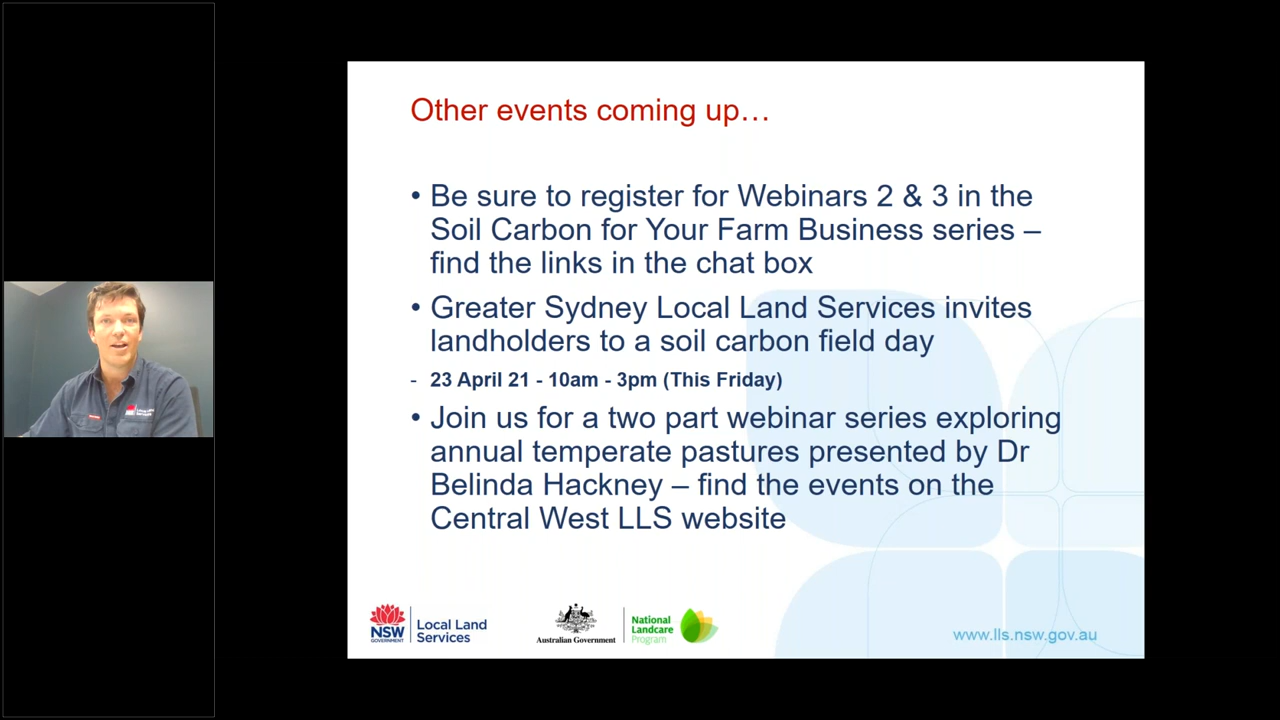 Other events coming up…
• Be sure to register for Webinars 2 & 3 in the
Soil Carbon for Your Farm Business series –
find the links in the chat box
• Greater Sydney Local Land Services invites
landholders to a soil carbon field day
- 23 April 21 - 10am - 3pm (This Friday)
• Join us for a two part webinar series exploring
annual temperate pastures presented by Dr
Belinda Hackney – find the events on the
Central West LLS website
NSW
GOVERNMENT
Local Land
Services
Australian Government
National
Landcare
Program
www.lls.nsw.gov.au
Local Land
Services